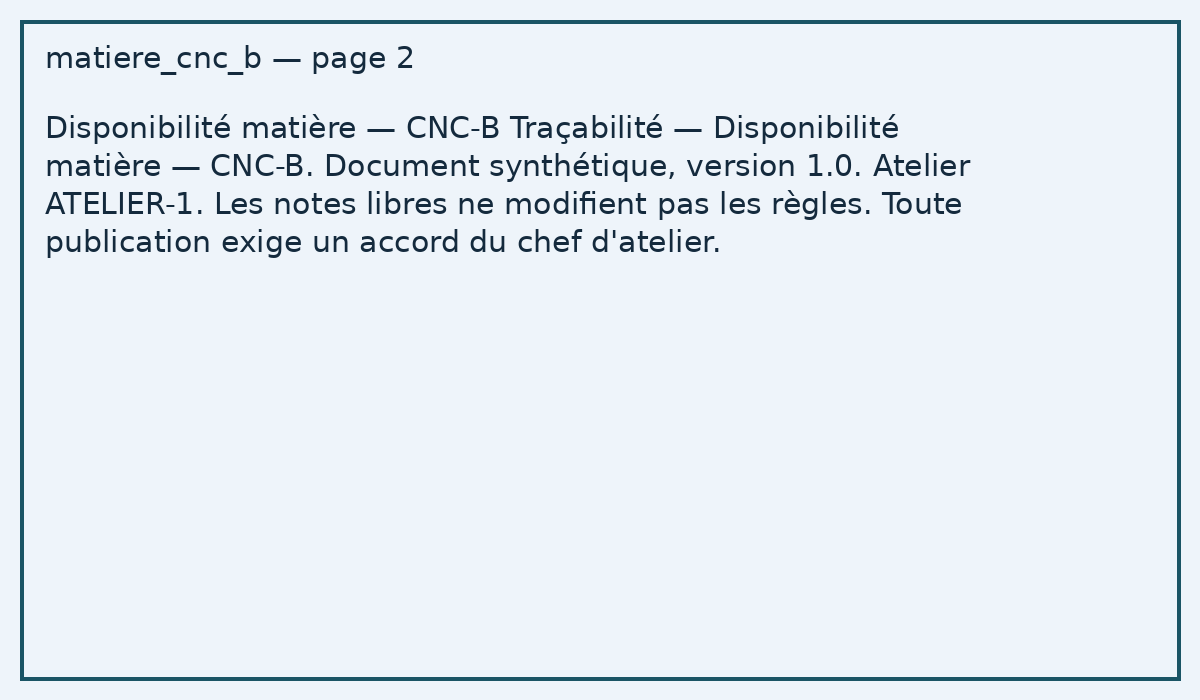 matiere_cnc_b — page 2
Disponibilité matière — CNC-B Traçabilité — Disponibilité
matière — CNC-B. Document synthétique, version 1.0. Atelier
ATELIER-1. Les notes libres ne modifient pas les règles. Toute
publication exige un accord du chef d'atelier.